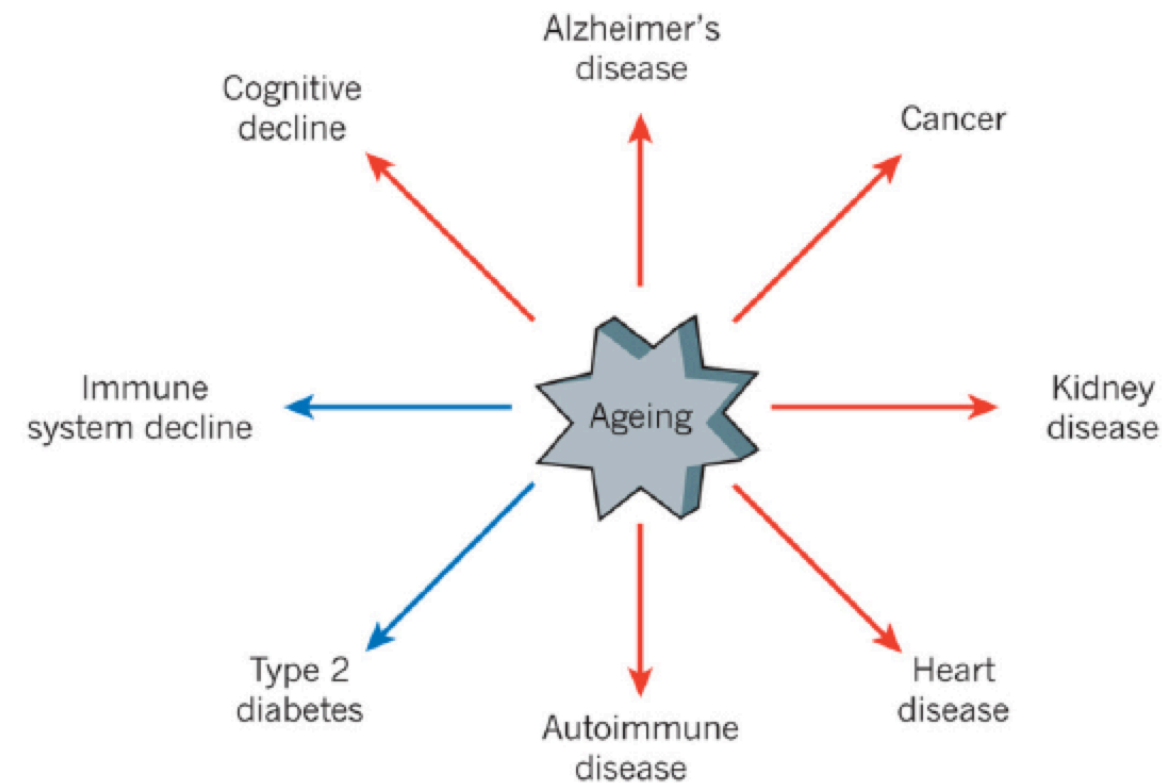 Alzheimer's
disease
Cognitive
decline
Cancer
Immune
system decline
Ageing
Kidney
disease
Type 2
diabetes
Heart
disease
Autoimmune
disease